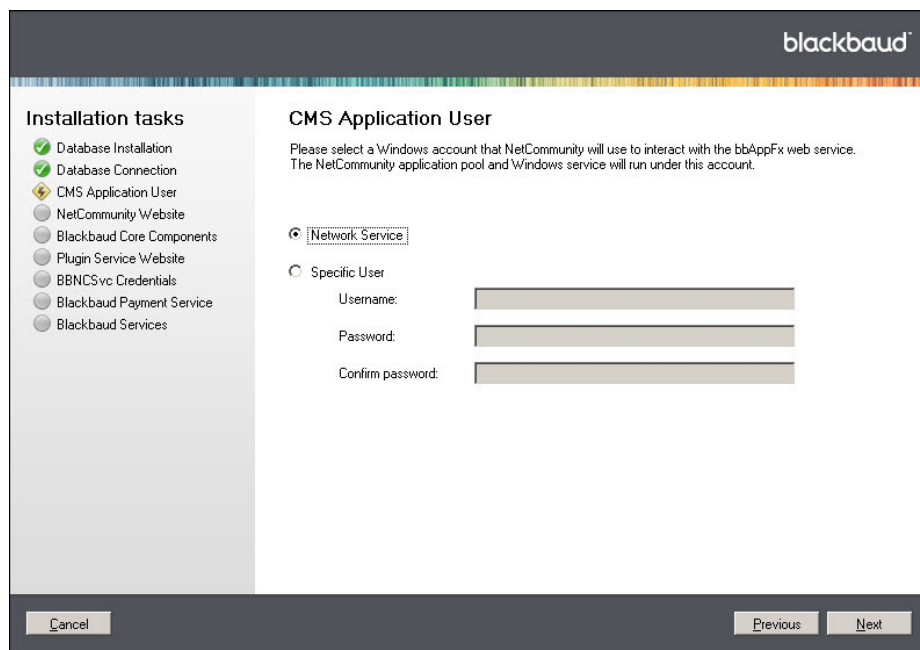 blackbaud
Installation tasks
Database Installation
Database Connection
CMS Application User
NetCommunity Website
Blackbaud Core Components
Plugin Service Website
BBNCSvc Credentials
Blackbaud Payment Service
Blackbaud Services
CMS Application User
Please select a Windows account that NetCommunity will use to interact with the bbAppFx web service.
The NetCommunity application pool and Windows service will run under this account.
Network Service
Specific User
Username:
Password:
Confirm password:
Cancel
Previous
Next